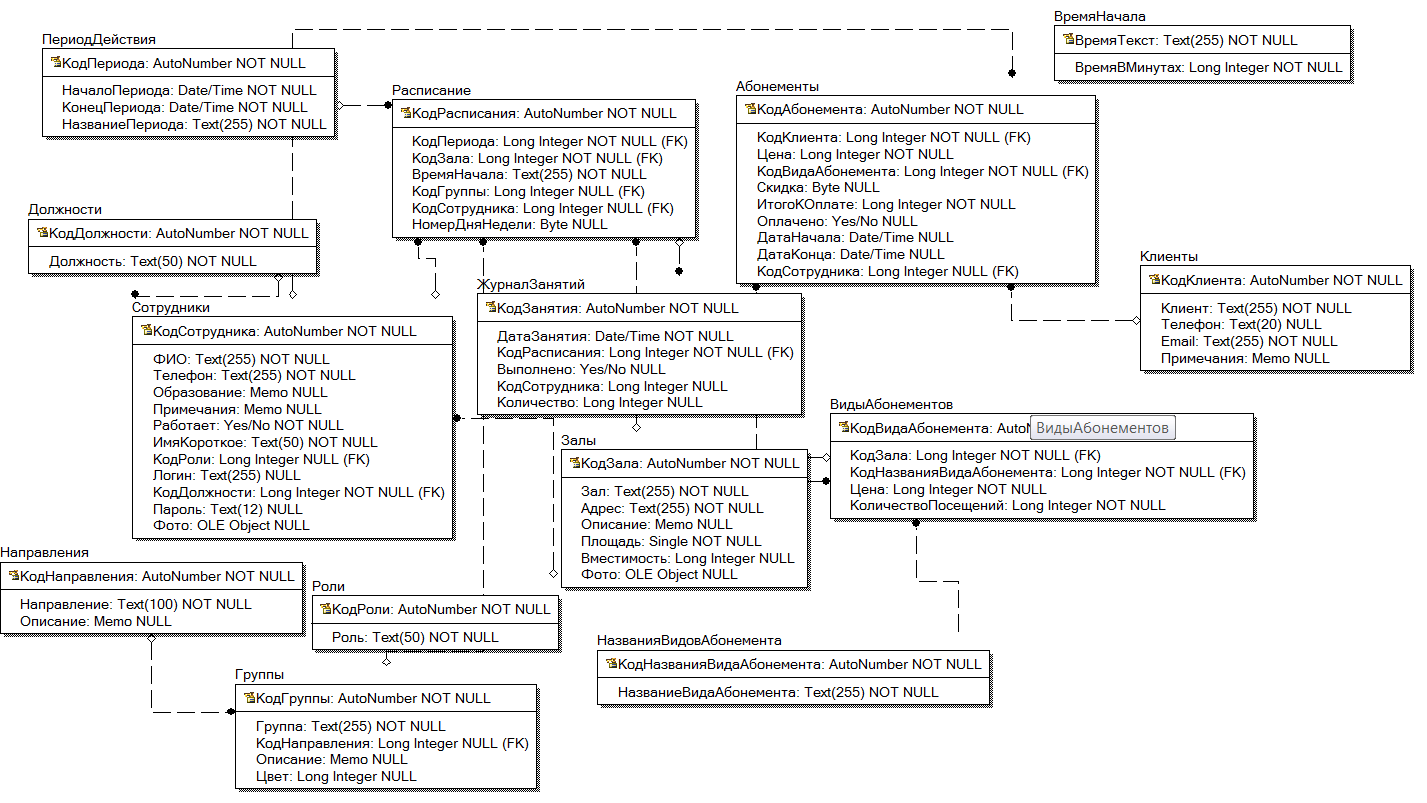 ПериодДействия
КодПериода: AutoNumber NOT NULL
НачалоПериода: Date/Time NOT NULL
КонецПериода: Date/Time NOT NULL
НазваниеПериода: Text(255) NOT NULL
ВремяНачала
ВремяТекст: Text(255) NOT NULL
ВремяВМинутах: Long Integer NOT NULL
Расписание
КодРасписания: AutoNumber NOT NULL
КодПериода: Long Integer NOT NULL (FK)
КодЗала: Long Integer NOT NULL (FK)
ВремяНачала: Text(255) NOT NULL
КодГруппы: Long Integer NULL (FK)
КодСотрудника: Long Integer NULL (FK)
НомерДняНедели: Byte NULL
Абонементы
КодАбонемента: AutoNumber NOT NULL
КодКлиента: Long Integer NOT NULL (FK)
Цена: Long Integer NOT NULL
КодВидаАбонемента: Long Integer NOT NULL (FK)
Скидка: Byte NULL
ИтогоКОплате: Long Integer NOT NULL
Оплачено: Yes/No NULL
ДатаНачала: Date/Time NULL
ДатаКонца: Date/Time NULL
КодСотрудника: Long Integer NULL (FK)
Должности
КодДолжности: AutoNumber NOT NULL
Должность: Text(50) NOT NULL
Клиенты
КодКлиента: AutoNumber NOT NULL
Клиент: Text(255) NOT NULL
Телефон: Text(20) NULL
Email: Text(255) NOT NULL
Примечания: Memo NULL
Сотрудники
КодСотрудника: AutoNumber NOT NULL
ФИО: Text(255) NOT NULL
Телефон: Text(255) NOT NULL
Образование: Memo NULL
Примечания: Memo NULL
Работает: Yes/No NOT NULL
ИмяКороткое: Text(50) NOT NULL
КодРоли: Long Integer NULL (FK)
Логин: Text(255) NULL
КодДолжности: Long Integer NOT NULL (FK)
Пароль: Text(12) NULL
Фото: OLE Object NULL
ЖурналЗанятий
КодЗанятия: AutoNumber NOT NULL
ДатаЗанятия: Date/Time NOT NULL
КодРасписания: Long Integer NOT NULL (FK)
Выполнено: Yes/No NULL
КодСотрудника: Long Integer NULL
Количество: Long Integer NULL
ВидыАбонементов
КодВидаАбонемента: AutoN
ВидыАбонементов
КодЗала: Long Integer NOT NULL (FK)
КодНазванияВидаАбонемента: Long Integer NOT NULL (FK)
Цена: Long Integer NOT NULL
КоличествоПосещений: Long Integer NOT NULL
Залы
КодЗала: AutoNumber NOT NULL
Зал: Text(255) NOT NULL
Адрес: Text(255) NOT NULL
Описание: Memo NULL
Площадь: Single NOT NULL
Вместимость: Long Integer NULL
Фото: OLE Object NULL
Направления
КодНаправления: AutoNumber NOT NULL
Направление: Text(100) NOT NULL
Описание: Memo NULL
Роли
КодРоли: AutoNumber NOT NULL
Роль: Text(50) NOT NULL
НазванияВидовАбонемента
КодНазванияВидаАбонемента: AutoNumber NOT NULL
НазваниеВидаАбонемента: Text(255) NOT NULL
Группы
КодГруппы: AutoNumber NOT NULL
Группа: Text(255) NOT NULL
КодНаправления: Long Integer NULL (FK)
Описание: Memo NULL
Цвет: Long Integer NULL